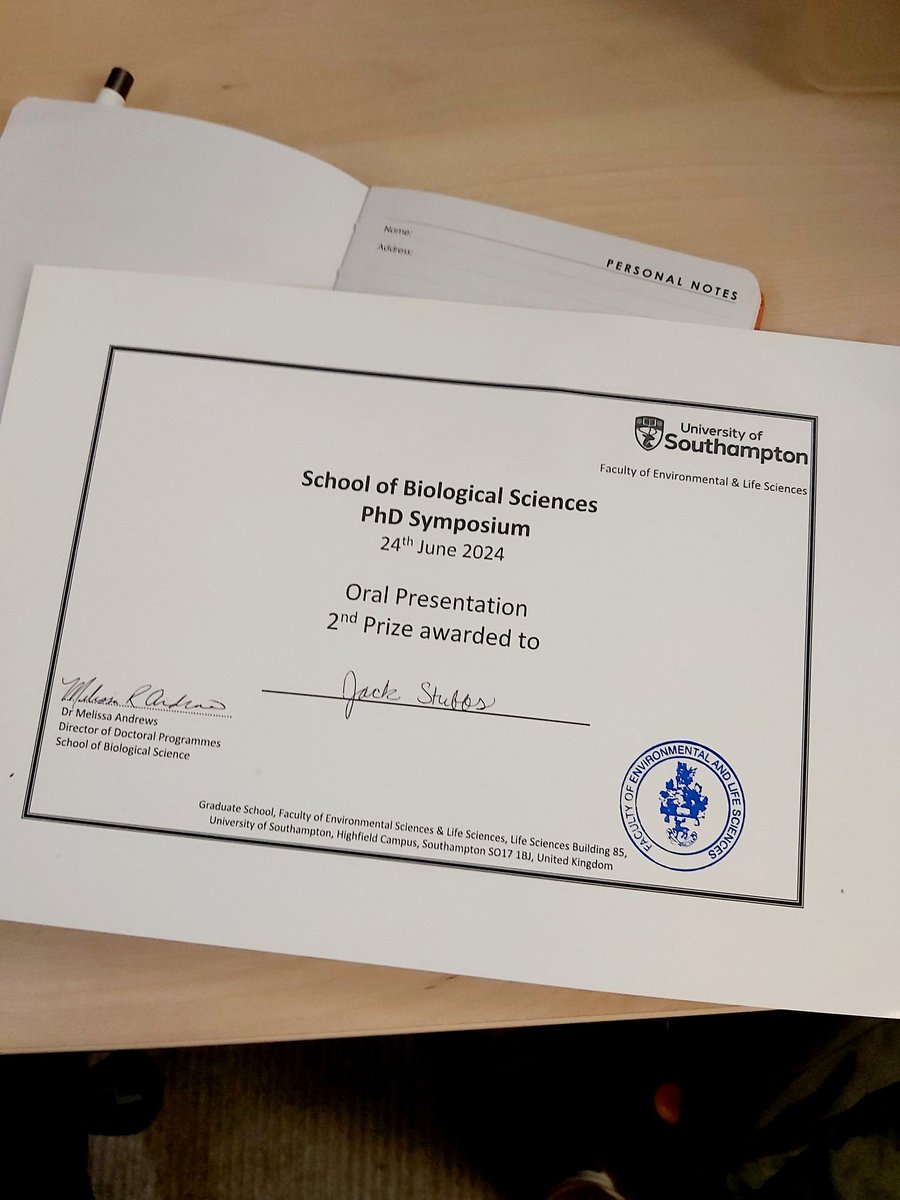 Name:
Address:
PERSONAL NOTES
University of
Southampton
Faculty of Environmental & Life Sciences
School of Biological Sciences
PhD Symposium
24th June 2024
Oral Presentation
2nd Prize awarded to
Jack Stubbs
Melissa R Andrews
Dr Melissa Andrews
Director of Doctoral Programmes
School of Biological Science
Graduate School, Faculty of Environmental Sciences & Life Sciences, Life Sciences Building 85,
University of Southampton, Highfield Campus, Southampton SO17 1BJ, United Kingdom
FACULTY OF ENVIRONMENTAL AND LIFE SCIENCES